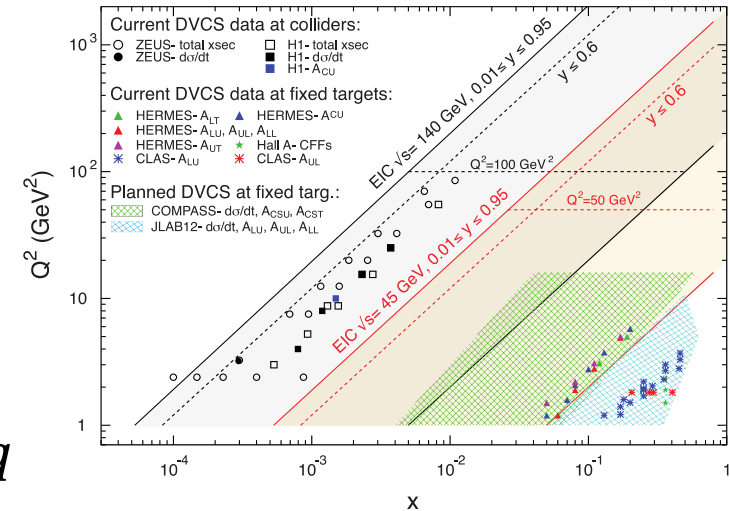 Current DVCS data at colliders:
ZEUS- total xsec H1- total xsec
ZEUS- dσ/dt H1- dσ/dt
H1- A_CU
Current DVCS data at fixed targets:
HERMES- A_LT HERMES- A^CU
HERMES- A_LU, A_UL, A_LL
HERMES- A_UT Hall A- CFFs
CLAS- A_LU CLAS- A_UL
Planned DVCS at fixed targ.:
COMPASS- dσ/dt, A_CSU, A_CST
JLAB12- dσ/dt, A_LU, A_UL, A_LL
EIC √s= 140 GeV, 0.01≤ y ≤ 0.95
y ≤ 0.6
EIC √s= 45 GeV, 0.01≤ y ≤ 0.95
y ≤ 0.6
Q²=100 GeV²
Q²=50 GeV²
Q² (GeV²)
10²
10²
10
1
10⁻⁴ 10⁻³ 10⁻² 10⁻¹ 1
x
q